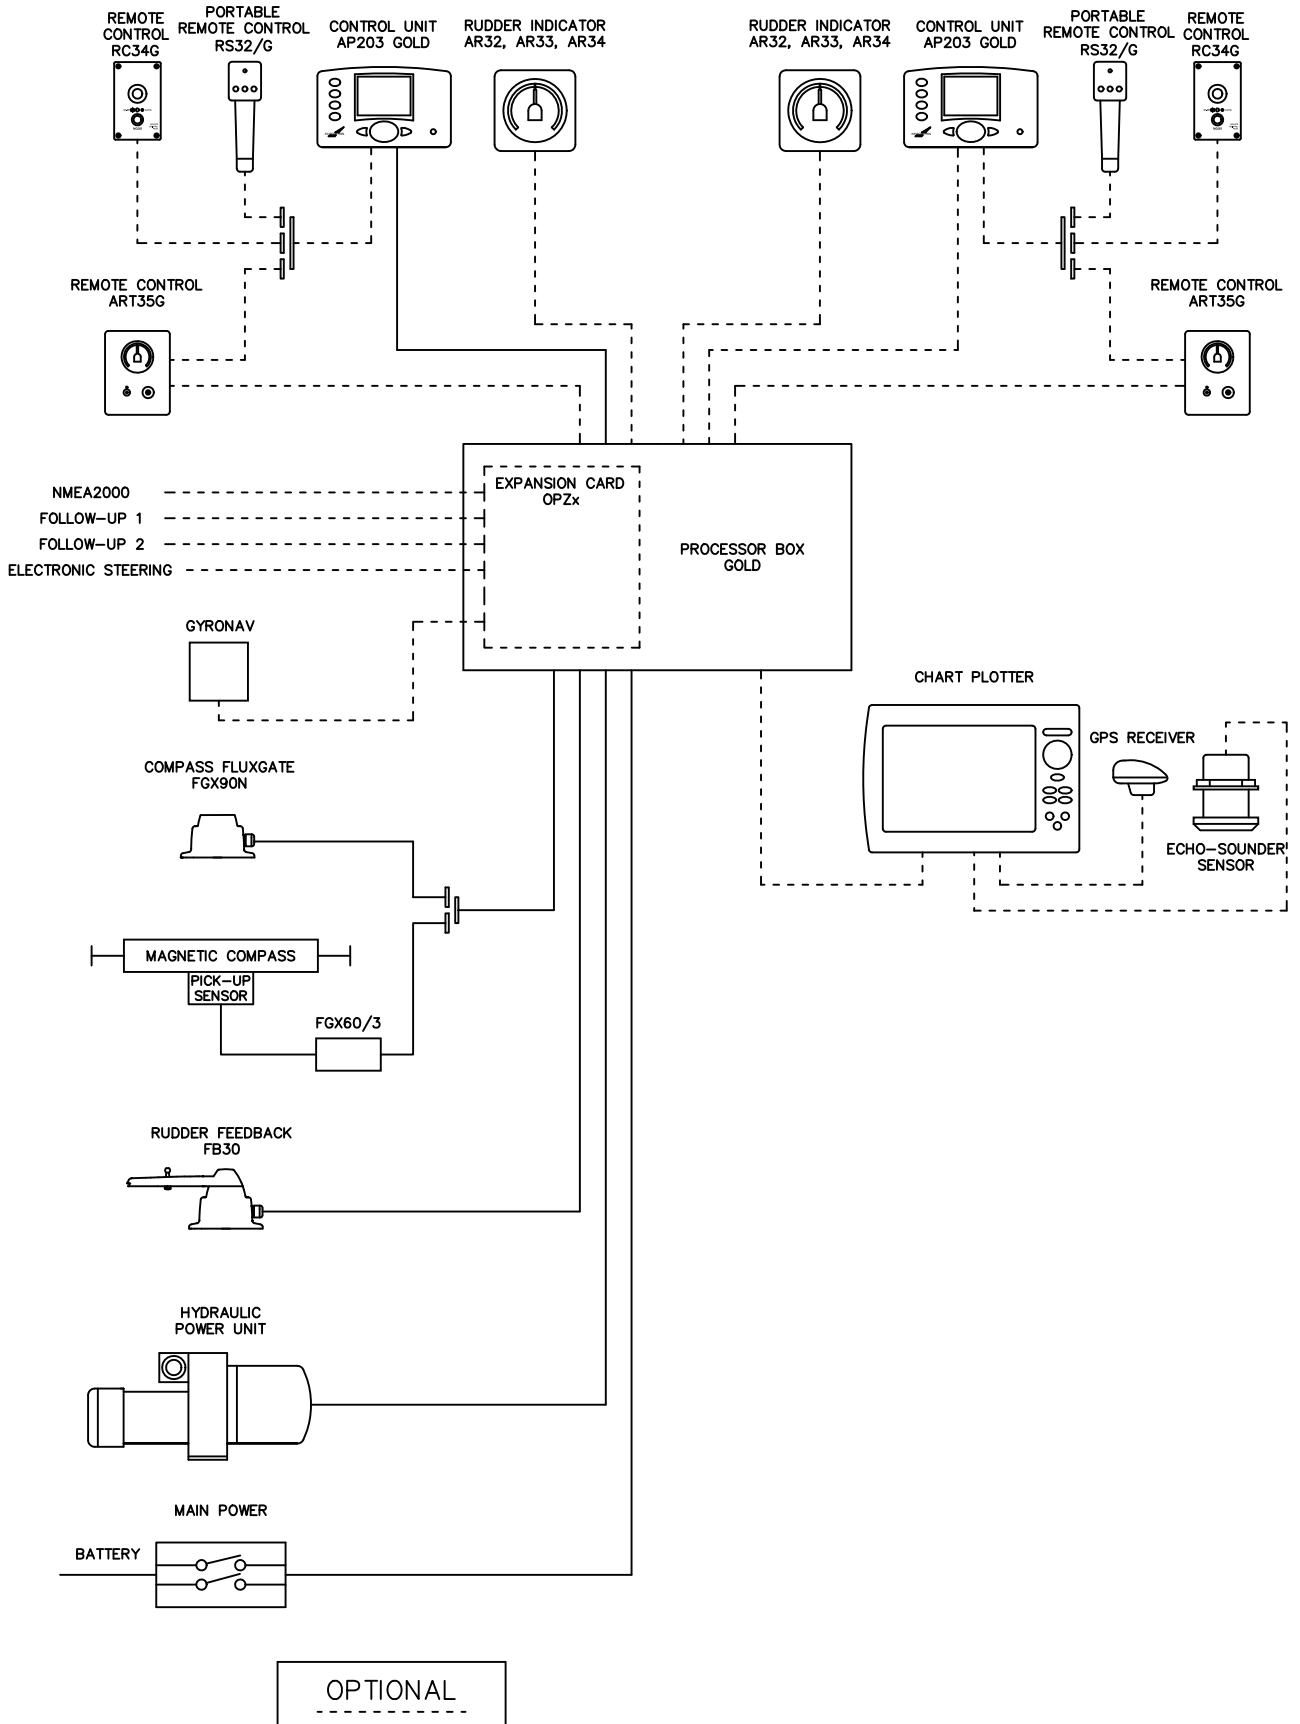 REMOTE
CONTROL
RC34G
PORTABLE
REMOTE CONTROL
RS32/G
CONTROL UNIT
AP203 GOLD
RUDDER INDICATOR
AR32, AR33, AR34
RUDDER INDICATOR
AR32, AR33, AR34
CONTROL UNIT
AP203 GOLD
PORTABLE
REMOTE CONTROL
RS32/G
REMOTE
CONTROL
RC34G
REMOTE CONTROL
ART35G
REMOTE CONTROL
ART35G
NMEA2000
FOLLOW-UP 1
FOLLOW-UP 2
ELECTRONIC STEERING
EXPANSION CARD
OPZx
PROCESSOR BOX
GOLD
GYRONAV
CHART PLOTTER
GPS RECEIVER
ECHO-SOUNDER
SENSOR
COMPASS FLUXGATE
FGX90N
MAGNETIC COMPASS
PICK-UP
SENSOR
FGX60/3
RUDDER FEEDBACK
FB30
HYDRAULIC
POWER UNIT
MAIN POWER
BATTERY
OPTIONAL